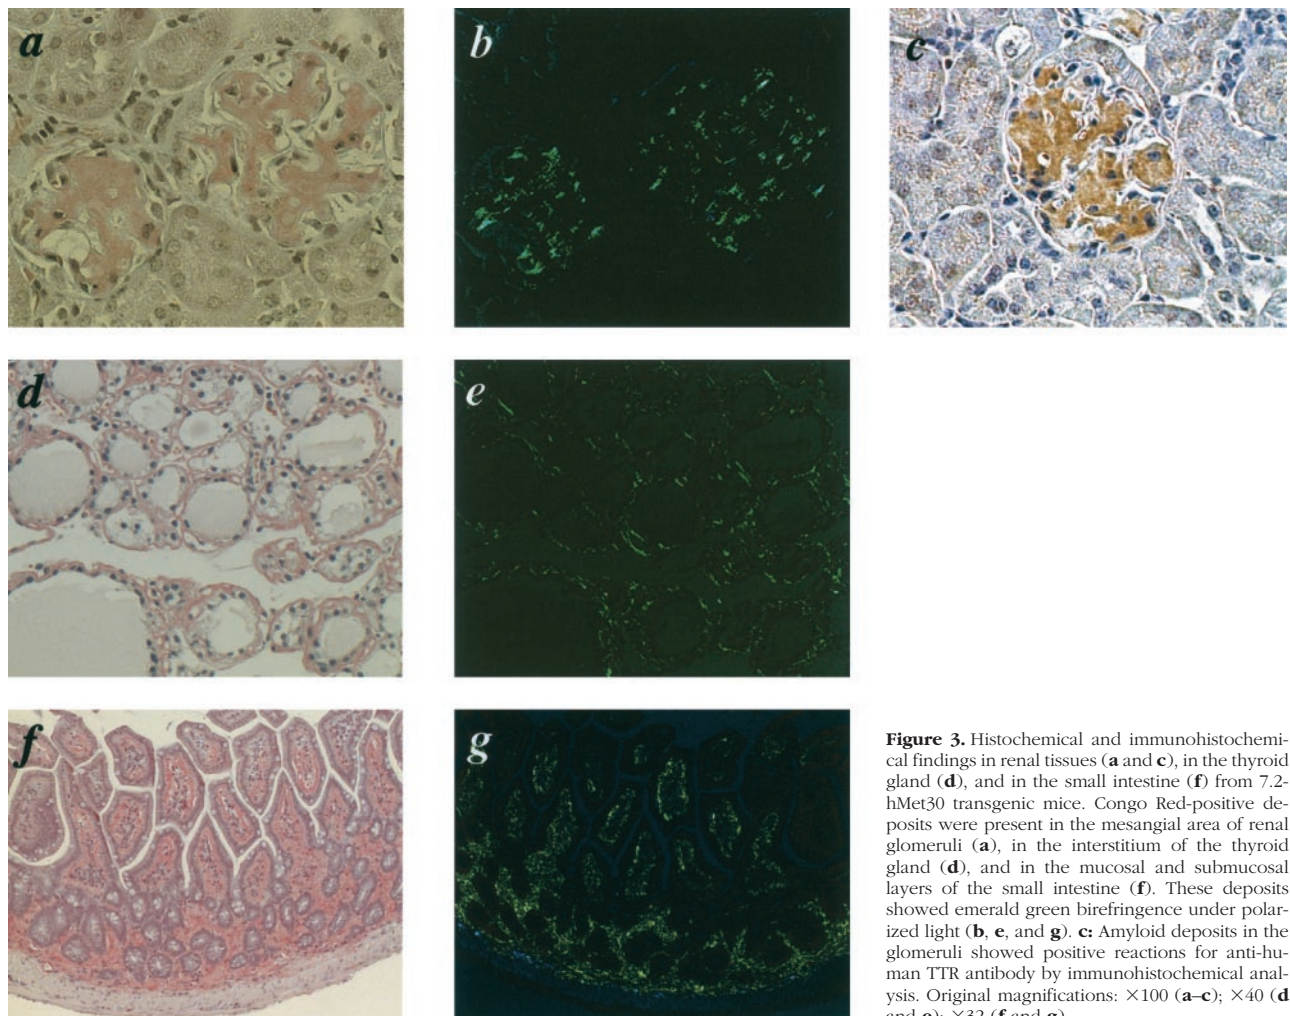 a
b
c
d
e
f
g
Figure 3. Histochemical and immunohistochemi-
cal findings in renal tissues (a and c), in the thyroid
gland (d), and in the small intestine (f) from 7.2-
hMet30 transgenic mice. Congo Red-positive de-
posits were present in the mesangial area of renal
glomeruli (a), in the interstitium of the thyroid
gland (d), and in the mucosal and submucosal
layers of the small intestine (f). These deposits
showed emerald green birefringence under polar-
ized light (b, e, and g). c: Amyloid deposits in the
glomeruli showed positive reactions for anti-hu-
man TTR antibody by immunohistochemical anal-
ysis. Original magnifications: ×100 (a–c); ×40 (d
and e); ×32 (f and g).